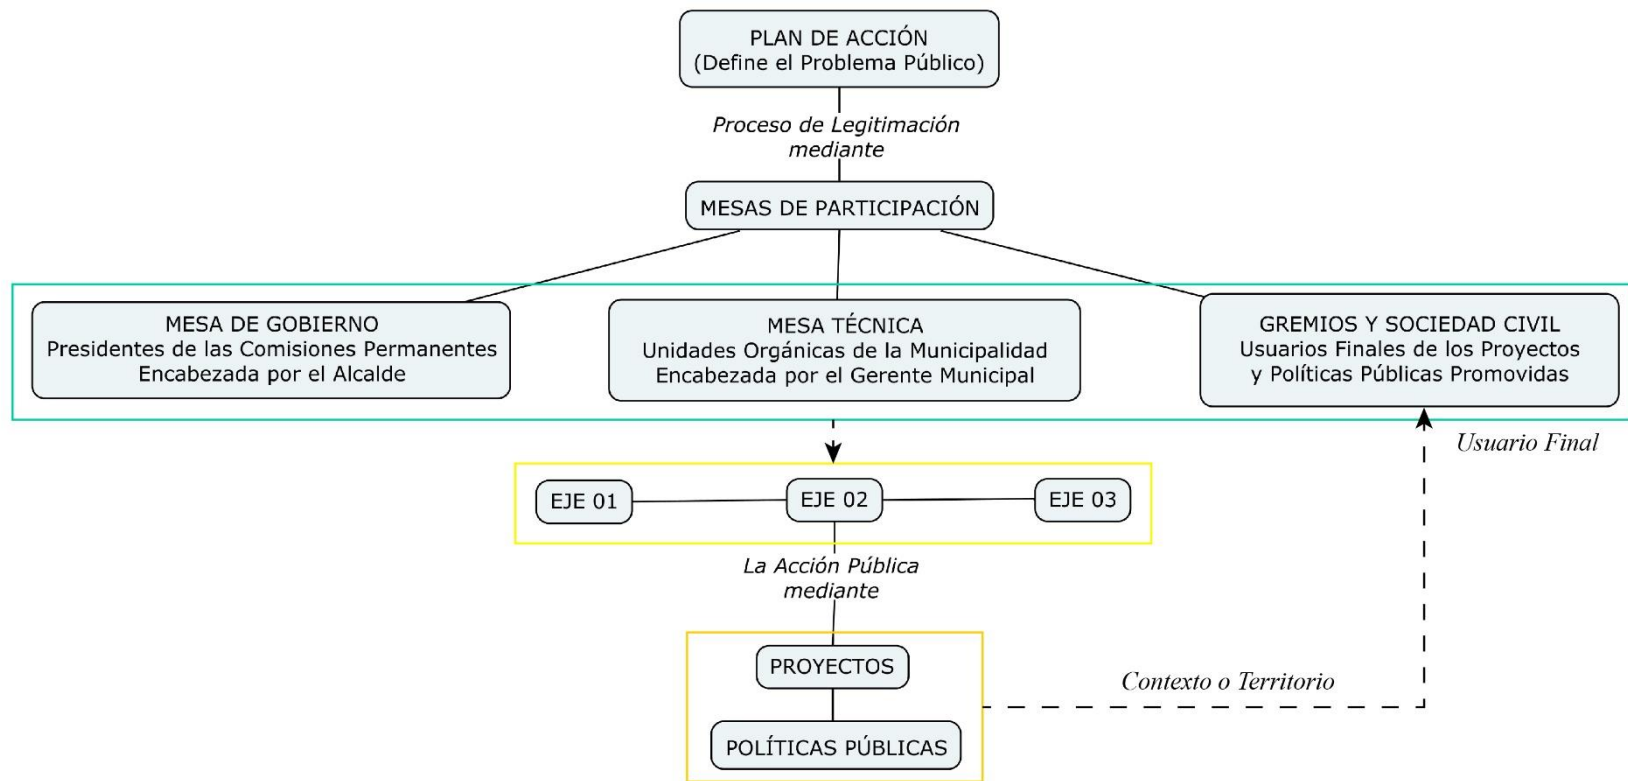 PLAN DE ACCIÓN
(Define el Problema Público)
Proceso de Legitimación
mediante
MESAS DE PARTICIPACIÓN
MESA DE GOBIERNO
Presidentes de las Comisiones Permanentes
Encabezada por el Alcalde
MESA TÉCNICA
Unidades Orgánicas de la Municipalidad
Encabezada por el Gerente Municipal
GREMIOS Y SOCIEDAD CIVIL
Usuarios Finales de los Proyectos
y Políticas Públicas Promovidas
Usuario Final
EJE 01
EJE 02
EJE 03
La Acción Pública
mediante
PROYECTOS
POLÍTICAS PÚBLICAS
Contexto o Territorio